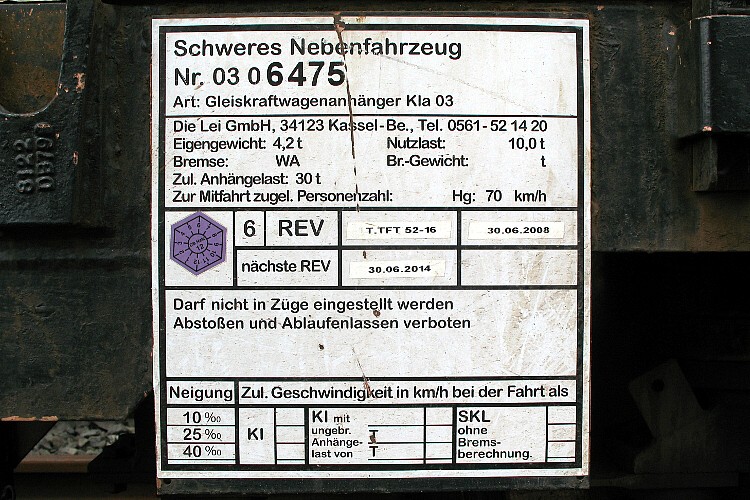 Schweres Nebenfahrzeug
Nr. 03 0 6475
Art: Gleiskraftwagenanhänger Kla 03
Die Lei GmbH, 34123 Kassel-Be., Tel. 0561-52 14 20
Eigengewicht: 4,2 t Nutzlast: 10,0 t
Bremse: WA Br.-Gewicht: t
Zul. Anhängelast: 30 t
Zur Mitfahrt zugel. Personenzahl: Hg: 70 km/h
6 REV T.TFT 52-16 30.06.2008
nächste REV 30.06.2014
Darf nicht in Züge eingestellt werden
Abstoßen und Ablaufenlassen verboten
Neigung Zul. Geschwindigkeit in km/h bei der Fahrt als
10 ‰
25 ‰
40 ‰
KI
KI mit
ungebr. T
Anhänge-
last von T
SKL
ohne
Brems-
berechnung.
8122
DB79